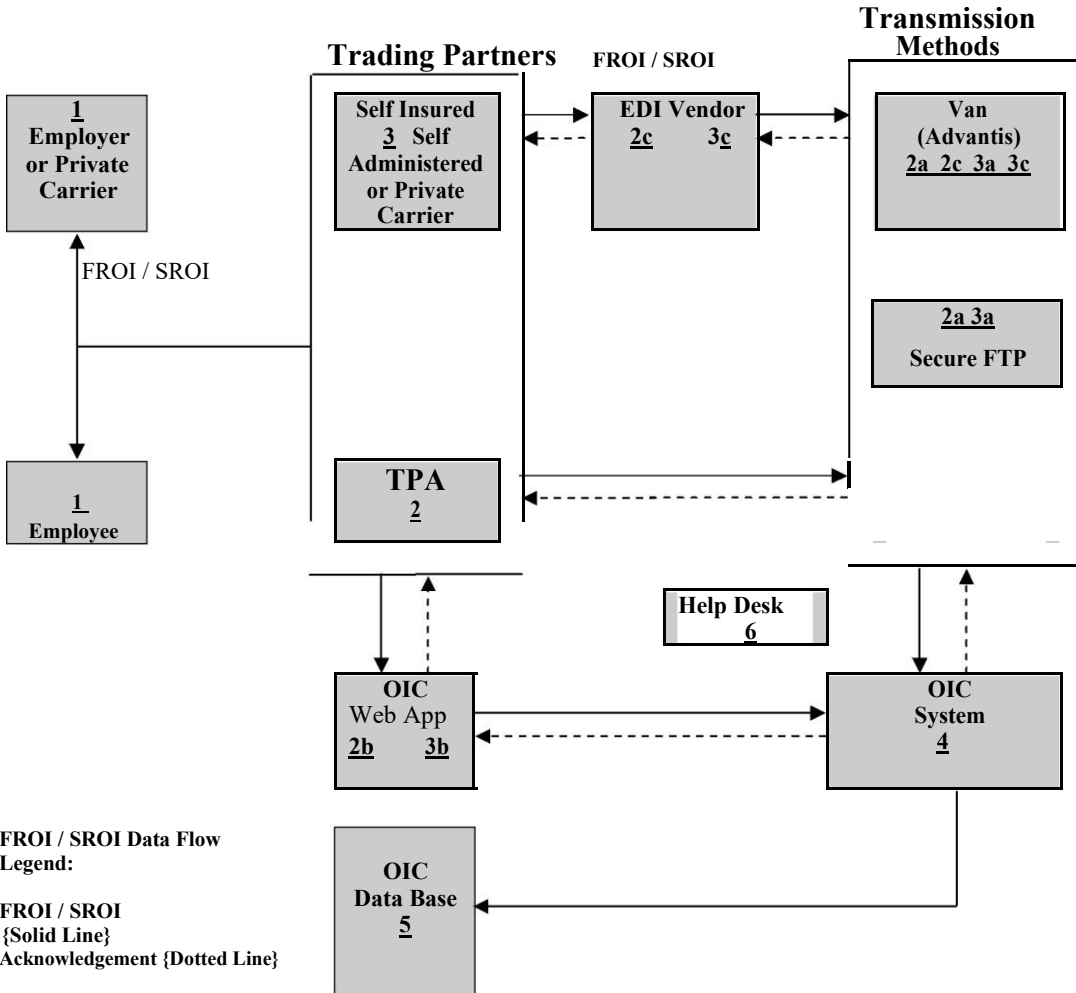 Transmission
Methods
Trading Partners
FROI / SROI
1
Employer
or Private
Carrier
Self Insured
3 Self
Administered
or Private
Carrier
EDI Vendor
2c 3c
Van
(Advantis)
2a 2c 3a 3c
FROI / SROI
2a 3a
Secure FTP
1
Employee
TPA
2
Help Desk
6
OIC
Web App
2b 3b
OIC
System
4
FROI / SROI Data Flow
Legend:
FROI / SROI
{Solid Line}
Acknowledgement {Dotted Line}
OIC
Data Base
5